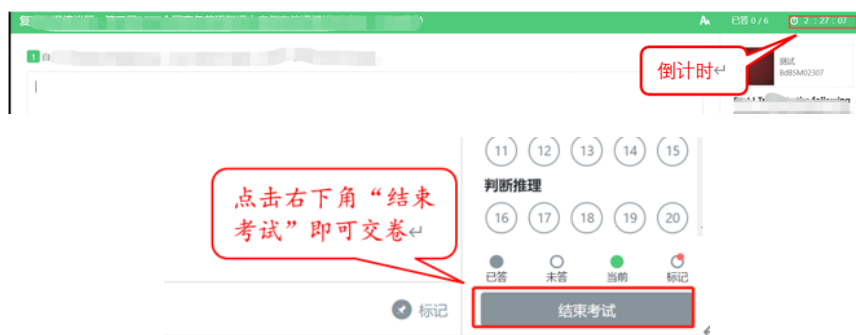 已答 0 / 6 2 : 27 : 07
1
倒计时
测试
BdBSM02307
11 12 13 14 15
点击右下角“结束
考试”即可交卷
判断推理
16 17 18 19 20
已答 未答 当前 标记
标记
结束考试